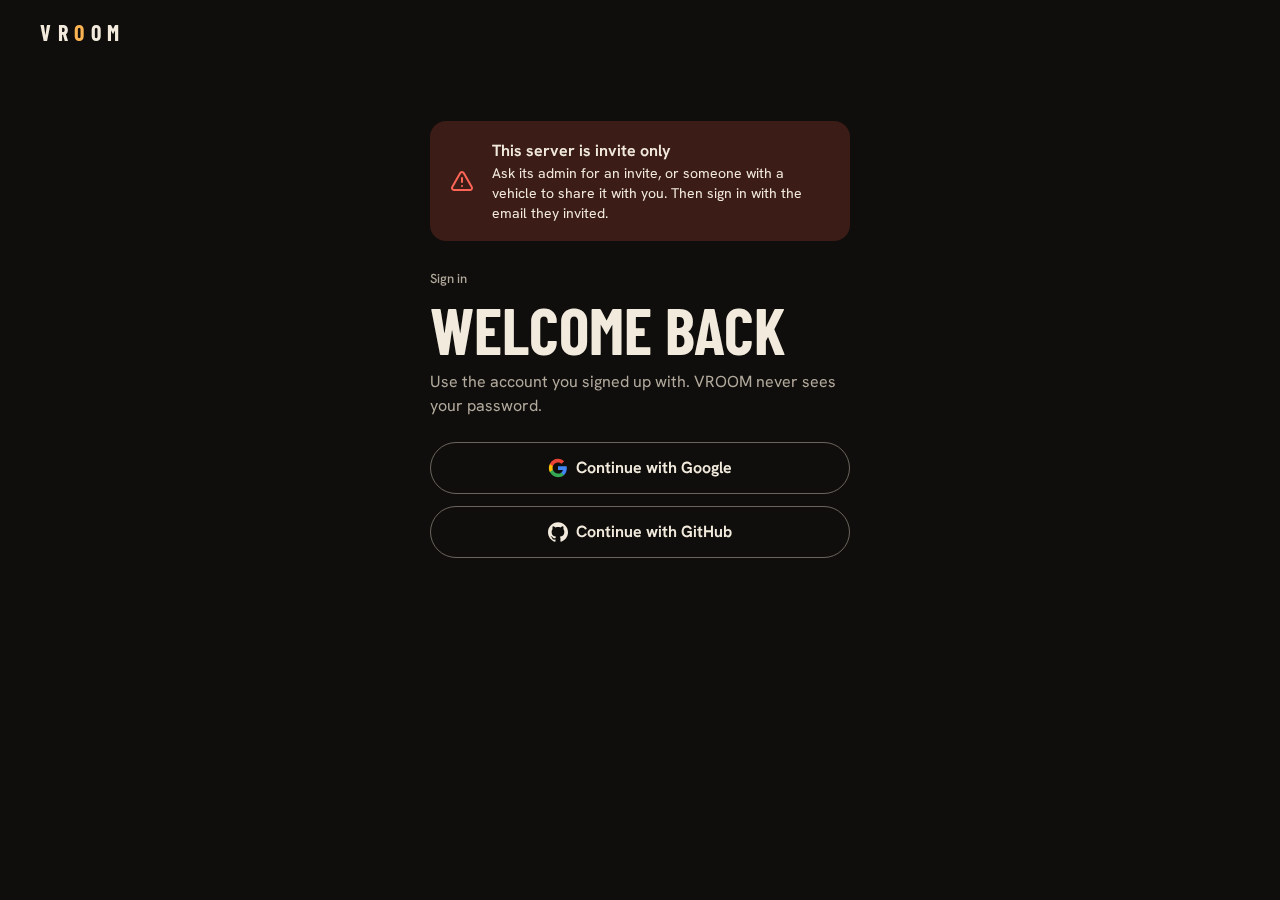 VROOM
This server is invite only
Ask its admin for an invite, or someone with a
vehicle to share it with you. Then sign in with the
email they invited.
Sign in
WELCOME BACK
Use the account you signed up with. VROOM never sees
your password.
Continue with Google
Continue with GitHub